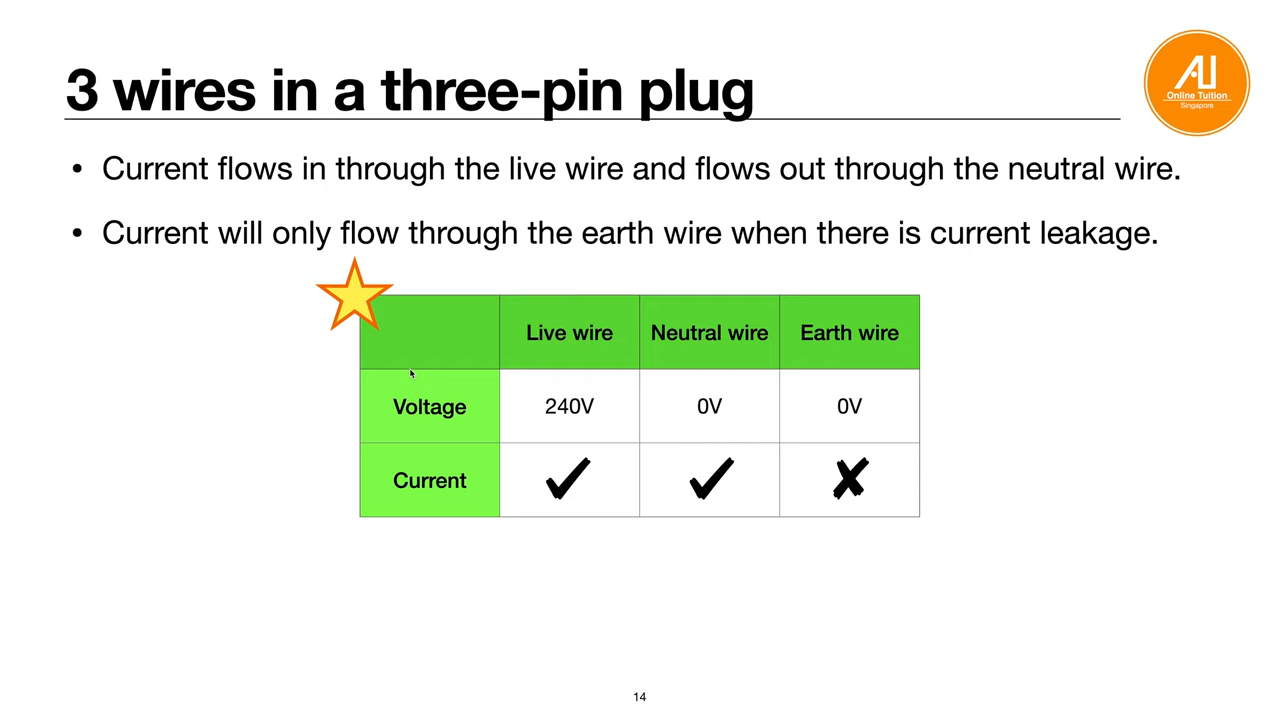 3 wires in a three-pin plug
AU
Online Tuition
Singapore
• Current flows in through the live wire and flows out through the neutral wire.
• Current will only flow through the earth wire when there is current leakage.
Live wire Neutral wire Earth wire
Voltage 240V 0V 0V
Current ✔ ✔ ✘
14